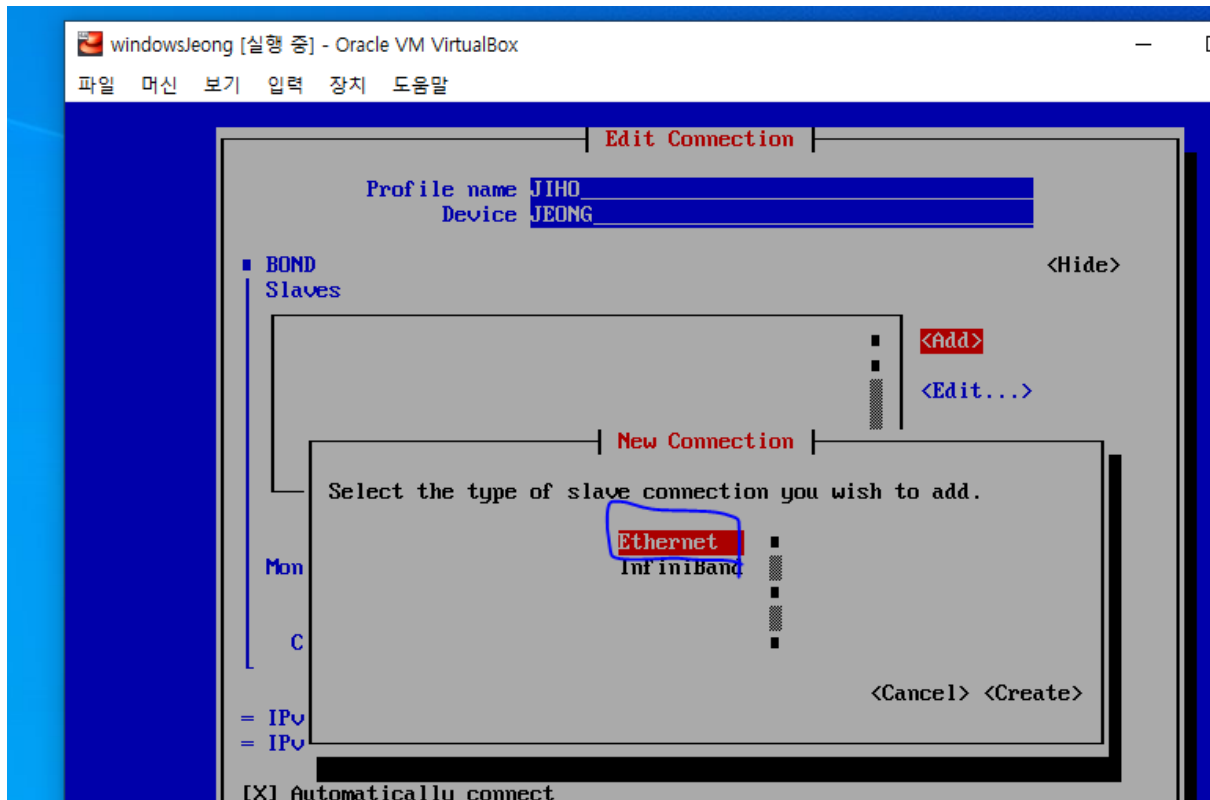 windowsJeong [실행 중] - Oracle VM VirtualBox
파일 머신 보기 입력 장치 도움말
Edit Connection
Profile name JIHO
Device JEONG
BOND <Hide>
Slaves
<Add>
<Edit...>
New Connection
Select the type of slave connection you wish to add.
Ethernet
InfiniBand
Mon
C
<Cancel> <Create>
= IPv
= IPv
[X] Automatically connect